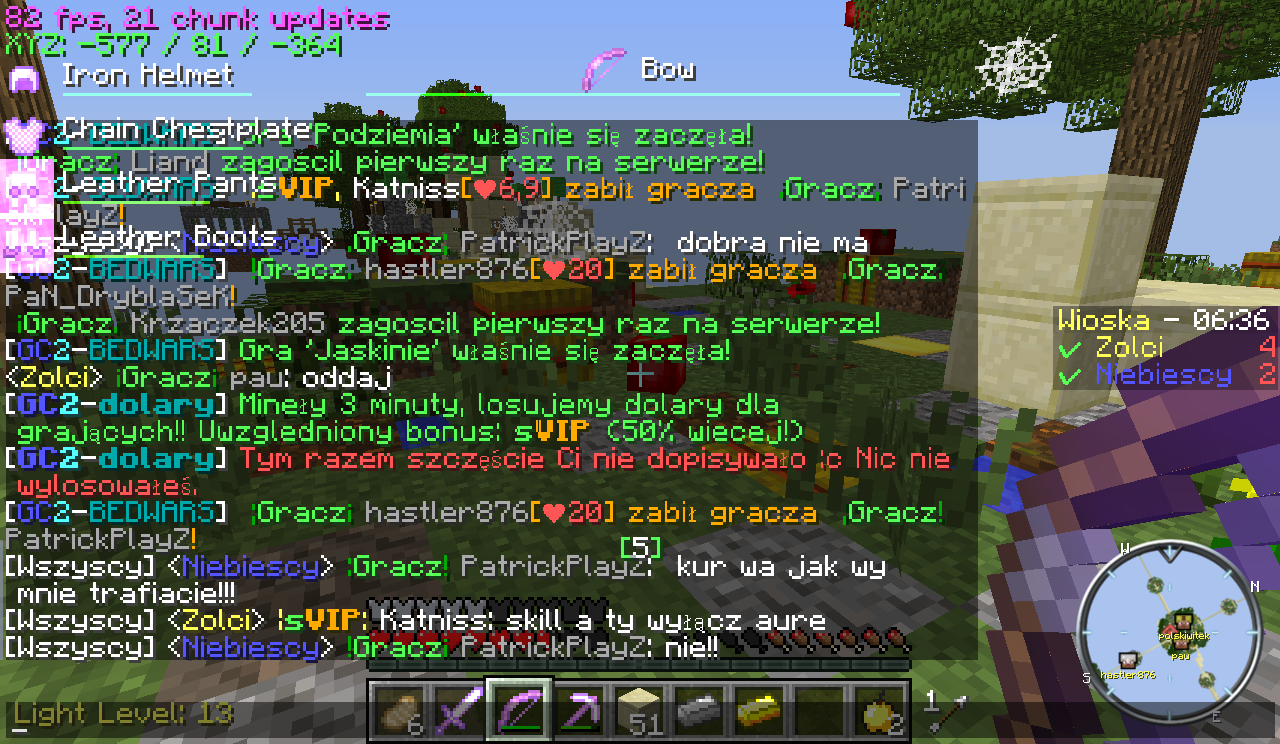 82 fps, 21 chunk updates
XYZ: -577 / 81 / -364
Iron Helmet
Bow
Chain Chestplate
'Podziemia' właśnie się zaczęła!
Gracz Liand zagoscil pierwszy raz na serwerze!
Leather Pants
sVIP, Katniss[❤6,9] zabił gracza ¡Gracz¡ Patri
layZ!
Leather Boots
Niebiescy> ¡Gracz¡ PatrickPlayZ: dobra nie ma
[GC2-BEDWARS] ¡Gracz¡ hastler876[❤20] zabił gracza ¡Gracz¡
PaN_DryblaSeK!
¡Gracz¡ Krzaczek205 zagoscil pierwszy raz na serwerze!
[GC2-BEDWARS] Gra 'Jaskinie' właśnie się zaczęła!
<Zolci> ¡Gracz¡ pau: oddaj
[GC2-dolary] Mineły 3 minuty, losujemy dolary dla
grających!! Uwzgledniony bonus: sVIP (50% wiecej!)
[GC2-dolary] Tym razem szczęście Ci nie dopisywało :c Nic nie
wylosowałeś.
[GC2-BEDWARS] ¡Gracz¡ hastler876[❤20] zabił gracza ¡Gracz!
PatrickPlayZ!
[5]
[Wszyscy] <Niebiescy> ¡Gracz! PatrickPlayZ: kur wa jak wy
mnie trafiacie!!!
[Wszyscy] <Zolci> ¡sVIP: Katniss: skill a ty wyłącz aure
[Wszyscy] <Niebiescy> !Gracz¡ PatrickPlayZ: nie!!
Wioska - 06:36
✓ Zolci 4
✓ Niebiescy 2
W
N
polskiwitek
pau
S
hastler876
E
6
51
2
1
Light Level: 13
_